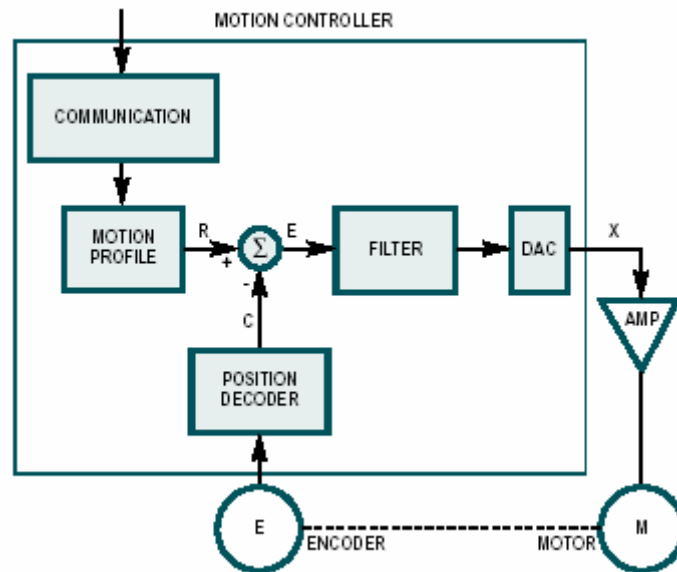 MOTION CONTROLLER
COMMUNICATION
MOTION
PROFILE
R
+
Σ
-
E
FILTER
DAC
X
AMP
C
POSITION
DECODER
E
ENCODER
MOTOR
M